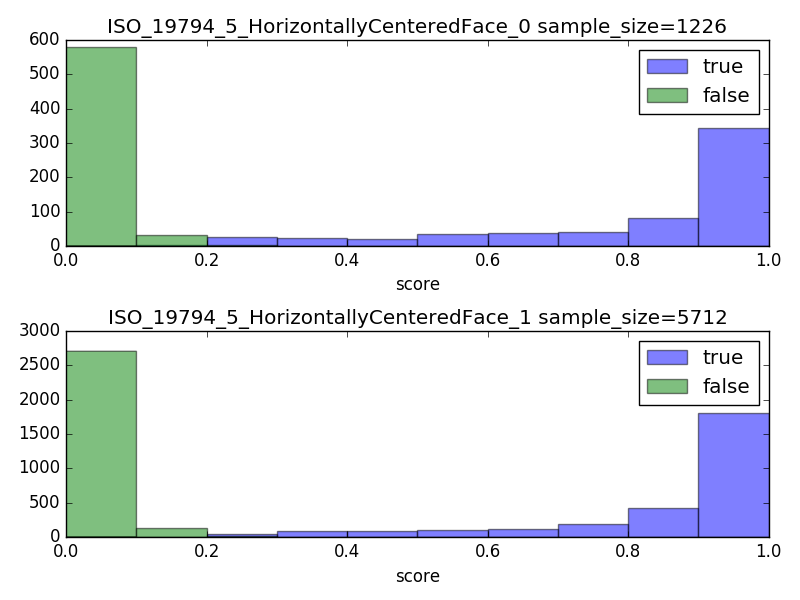 ISO_19794_5_HorizontallyCenteredFace_0 sample_size=1226
600
500
400
300
200
100
0
true
false
0.0 0.2 0.4 0.6 0.8 1.0
score
ISO_19794_5_HorizontallyCenteredFace_1 sample_size=5712
3000
2500
2000
1500
1000
500
0
true
false
0.0 0.2 0.4 0.6 0.8 1.0
score